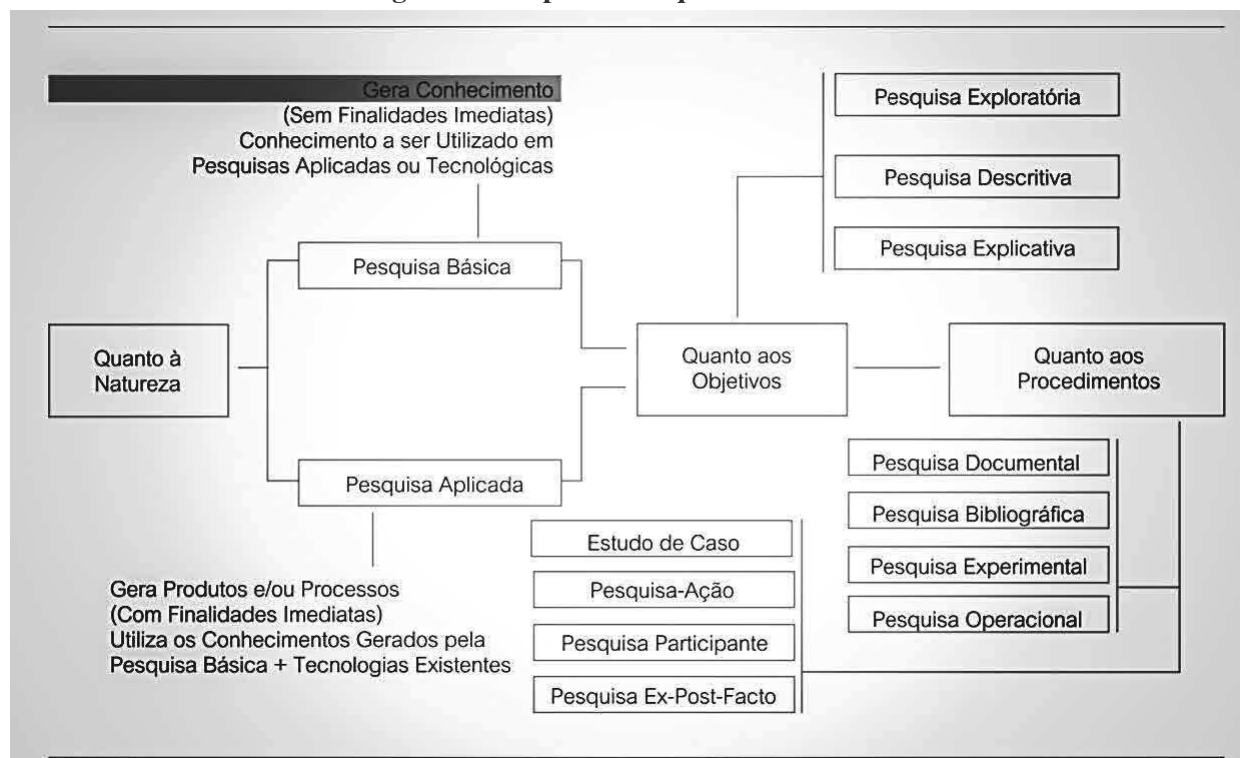 Gera Conhecimento
(Sem Finalidades Imediatas)
Conhecimento a ser Utilizado em
Pesquisas Aplicadas ou Tecnológicas
Pesquisa Básica
Quanto à
Natureza
Pesquisa Aplicada
Gera Produtos e/ou Processos
(Com Finalidades Imediatas)
Utiliza os Conhecimentos Gerados pela
Pesquisa Básica + Tecnologias Existentes
Quanto aos
Objetivos
Pesquisa Exploratória
Pesquisa Descritiva
Pesquisa Explicativa
Quanto aos
Procedimentos
Pesquisa Documental
Pesquisa Bibliográfica
Pesquisa Experimental
Pesquisa Operacional
Estudo de Caso
Pesquisa-Ação
Pesquisa Participante
Pesquisa Ex-Post-Facto